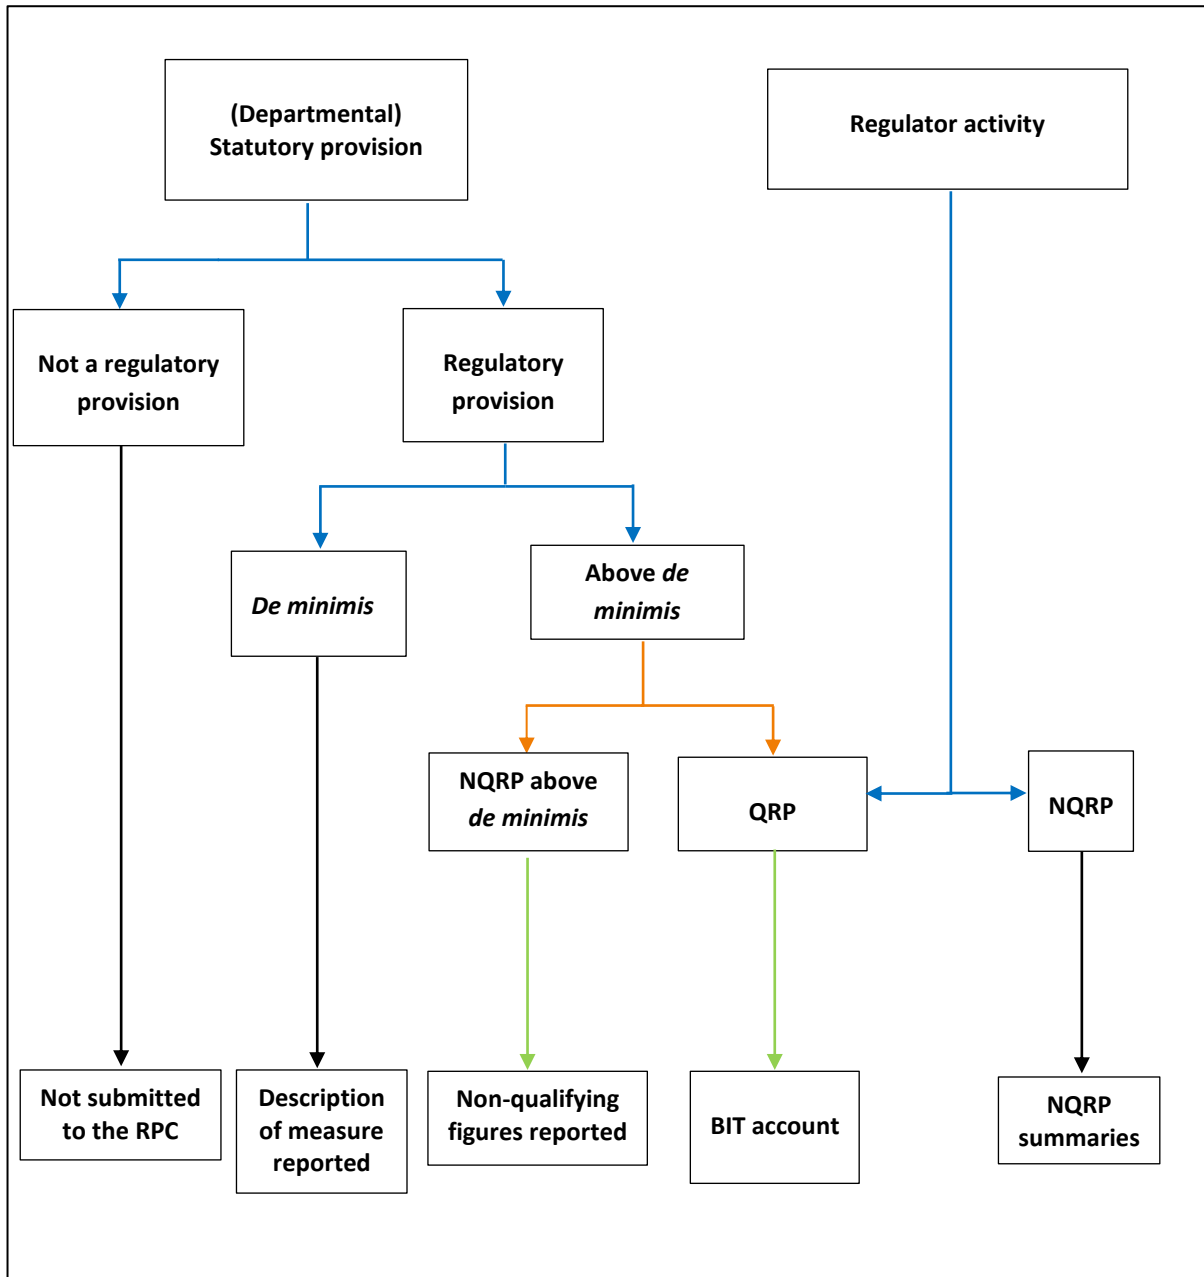 (Departmental)
Statutory provision
Regulator activity
Not a regulatory
provision
Regulatory
provision
De minimis
Above de
minimis
NQRP above
de minimis
QRP
NQRP
Not submitted
to the RPC
Description
of measure
reported
Non-qualifying
figures reported
BIT account
NQRP
summaries